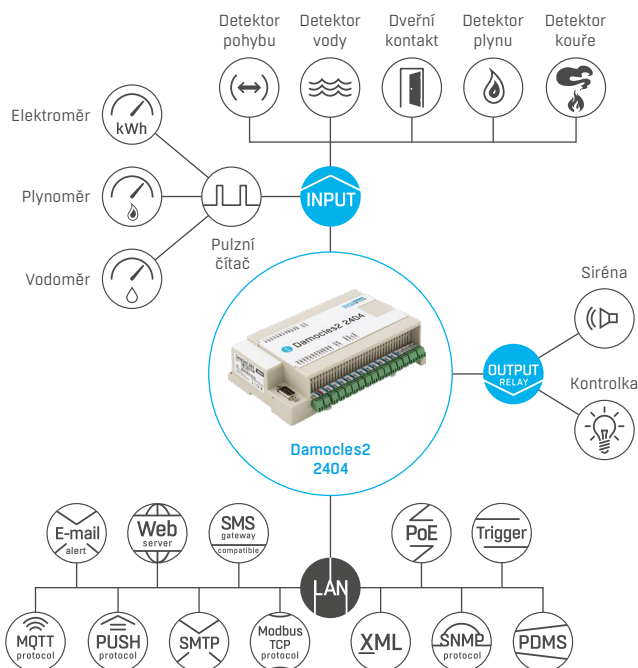 Detektor
pohybu
Detektor
vody
Dveřní
kontakt
Detektor
plynu
Detektor
kouře
Elektroměr
kWh
Plynoměr
INPUT
Pulzní
čítač
Vodoměr
Damocles2 2404
Siréna
OUTPUT
RELAY
Kontrolka
Damocles2
2404
E-mail
alert
Web
server
SMS
gateway
compatible
PoE
Trigger
LAN
MQTT
protocol
PUSH
protocol
SMTP
Modbus
TCP
protocol
XML
SNMP
protocol
PDMS